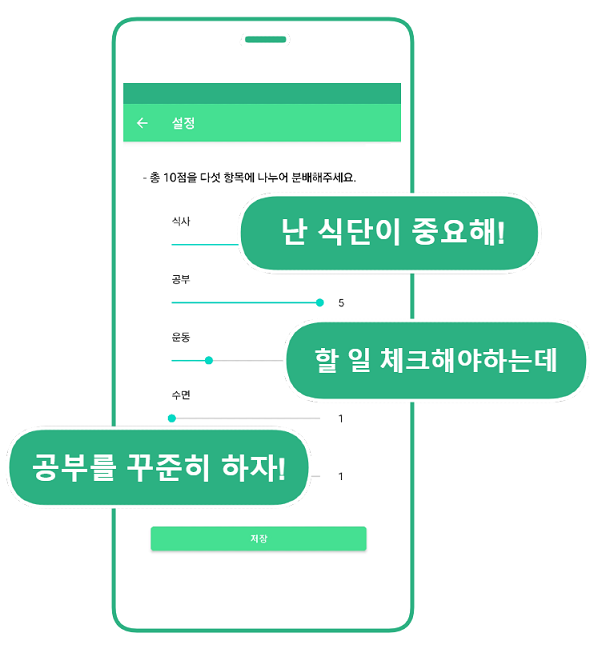 설정
- 총 10점을 다섯 항목에 나누어 분배해주세요.
식사
난 식단이 중요해!
공부
5
운동
할 일 체크해야하는데
수면
1
공부를 꾸준히 하자!
1
저장